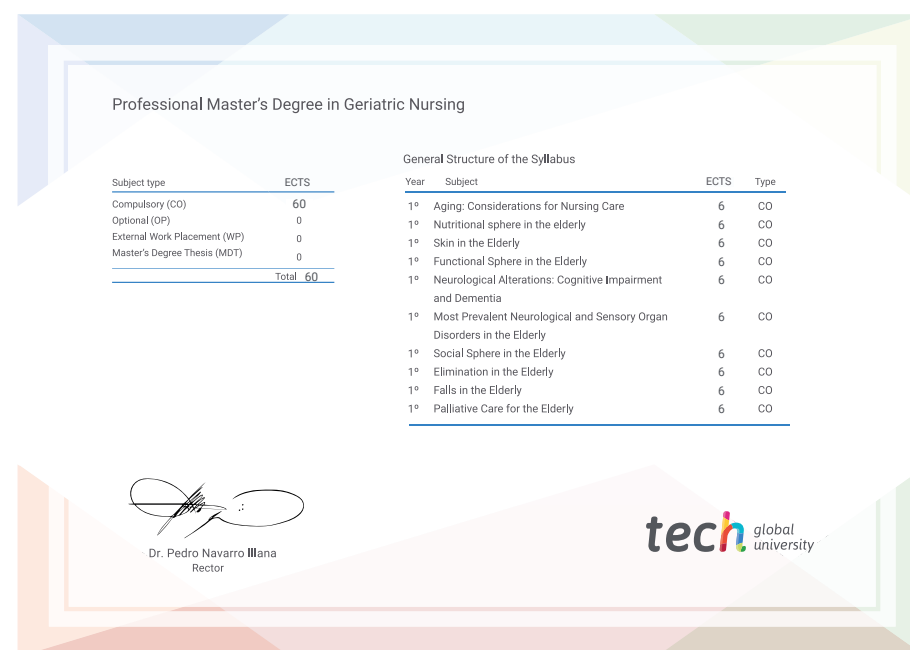 Professional Master's Degree in Geriatric Nursing
Subject type ECTS
Compulsory (CO) 60
Optional (OP) 0
External Work Placement (WP) 0
Master's Degree Thesis (MDT) 0
Total 60
General Structure of the Syllabus
Year Subject ECTS Type
1º Aging: Considerations for Nursing Care 6 CO
1º Nutritional sphere in the elderly 6 CO
1º Skin in the Elderly 6 CO
1º Functional Sphere in the Elderly 6 CO
1º Neurological Alterations: Cognitive Impairment 6 CO
and Dementia
1º Most Prevalent Neurological and Sensory Organ 6 CO
Disorders in the Elderly
1º Social Sphere in the Elderly 6 CO
1º Elimination in the Elderly 6 CO
1º Falls in the Elderly 6 CO
1º Palliative Care for the Elderly 6 CO
Dr. Pedro Navarro Illana
Rector
tech global
university